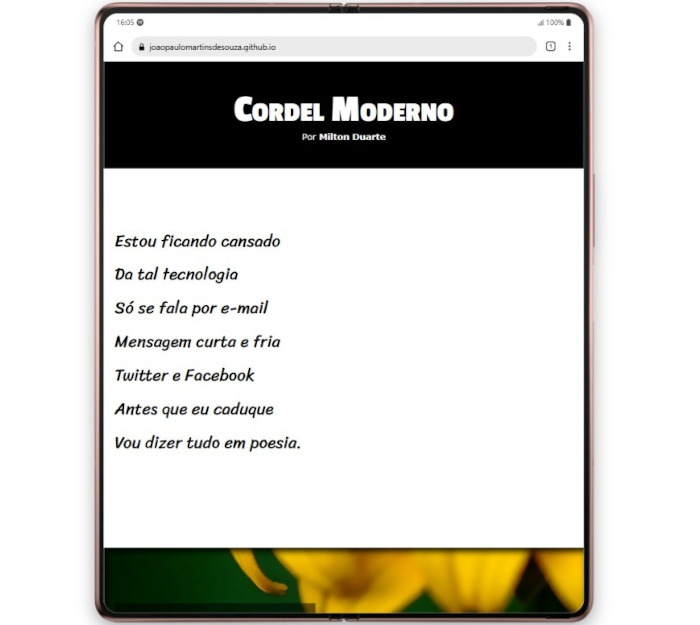 16:05
100%
joaopaulomartinsdesouza.github.io
1
Cordel Moderno
Por Milton Duarte
Estou ficando cansado
Da tal tecnologia
Só se fala por e-mail
Mensagem curta e fria
Twitter e Facebook
Antes que eu caduque
Vou dizer tudo em poesia.